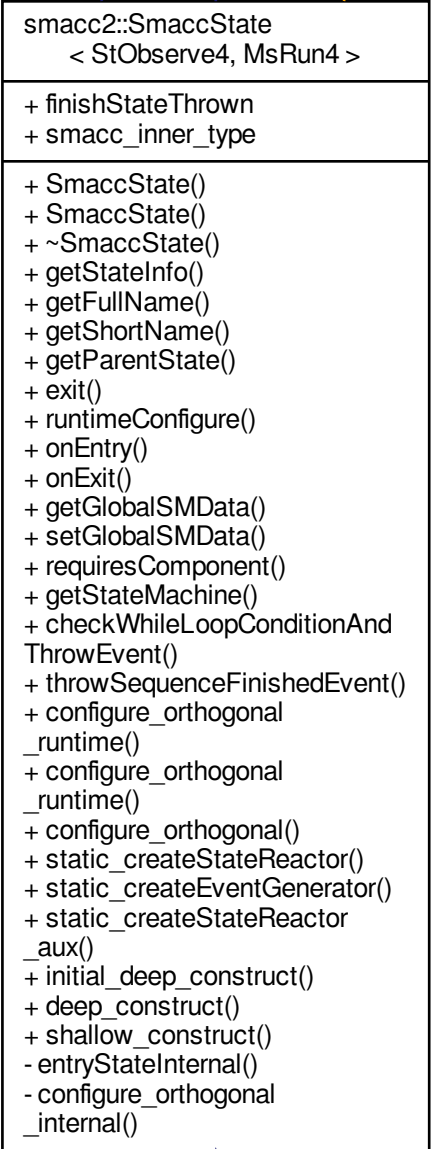 smacc2::SmaccState
< StObserve4, MsRun4 >
+ finishStateThrown
+ smacc_inner_type
+ SmaccState()
+ SmaccState()
+ ~SmaccState()
+ getStateInfo()
+ getFullName()
+ getShortName()
+ getParentState()
+ exit()
+ runtimeConfigure()
+ onEntry()
+ onExit()
+ getGlobalSMData()
+ setGlobalSMData()
+ requiresComponent()
+ getStateMachine()
+ checkWhileLoopConditionAnd
ThrowEvent()
+ throwSequenceFinishedEvent()
+ configure_orthogonal
_runtime()
+ configure_orthogonal
_runtime()
+ configure_orthogonal()
+ static_createStateReactor()
+ static_createEventGenerator()
+ static_createStateReactor
_aux()
+ initial_deep_construct()
+ deep_construct()
+ shallow_construct()
- entryStateInternal()
- configure_orthogonal
_internal()